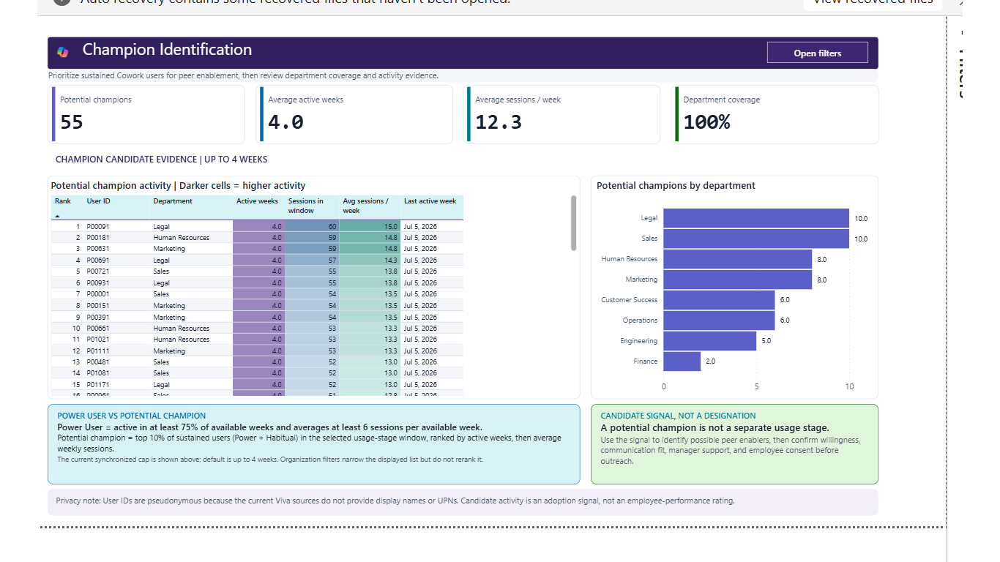 Auto recovery contains some recovered files that haven't been opened.
View recovered files
Champion Identification
Open filters
Prioritize sustained Cowork users for peer enablement, then review department coverage and activity evidence.
Potential champions
55
Average active weeks
4.0
Average sessions / week
12.3
Department coverage
100%
CHAMPION CANDIDATE EVIDENCE | UP TO 4 WEEKS
Potential champion activity | Darker cells = higher activity
Rank User ID Department Active weeks Sessions in window Avg sessions / week Last active week
1 P00091 Legal 4.0 60 15.0 Jul 5, 2026
2 P00181 Human Resources 4.0 59 14.8 Jul 5, 2026
3 P00631 Marketing 4.0 59 14.8 Jul 5, 2026
4 P00691 Legal 4.0 57 14.3 Jul 5, 2026
5 P00721 Sales 4.0 55 13.8 Jul 5, 2026
6 P00931 Legal 4.0 55 13.8 Jul 5, 2026
7 P00001 Sales 4.0 54 13.5 Jul 5, 2026
8 P00151 Marketing 4.0 54 13.5 Jul 5, 2026
9 P00391 Marketing 4.0 54 13.5 Jul 5, 2026
10 P00661 Human Resources 4.0 53 13.3 Jul 5, 2026
11 P01021 Human Resources 4.0 53 13.3 Jul 5, 2026
12 P01111 Marketing 4.0 53 13.3 Jul 5, 2026
13 P00481 Sales 4.0 52 13.0 Jul 5, 2026
14 P01081 Sales 4.0 52 13.0 Jul 5, 2026
15 P01171 Legal 4.0 52 13.0 Jul 5, 2026
16 P00961 Sales 4.0 51 12.8 Jul 5, 2026
Potential champions by department
Legal 10.0
Sales 10.0
Human Resources 8.0
Marketing 8.0
Customer Success 6.0
Operations 6.0
Engineering 5.0
Finance 2.0
0 5 10
POWER USER VS POTENTIAL CHAMPION
Power User = active in at least 75% of available weeks and averages at least 6 sessions per available week.
Potential champion = top 10% of sustained users (Power + Habitual) in the selected usage-stage window, ranked by active weeks, then average
weekly sessions.
The current synchronized cap is shown above; default is up to 4 weeks. Organization filters narrow the displayed list but do not rerank it.
CANDIDATE SIGNAL, NOT A DESIGNATION
A potential champion is not a separate usage stage.
Use the signal to identify possible peer enablers, then confirm willingness,
communication fit, manager support, and employee consent before
outreach.
Privacy note: User IDs are pseudonymous because the current Viva sources do not provide display names or UPNs. Candidate activity is an adoption signal, not an employee-performance rating.